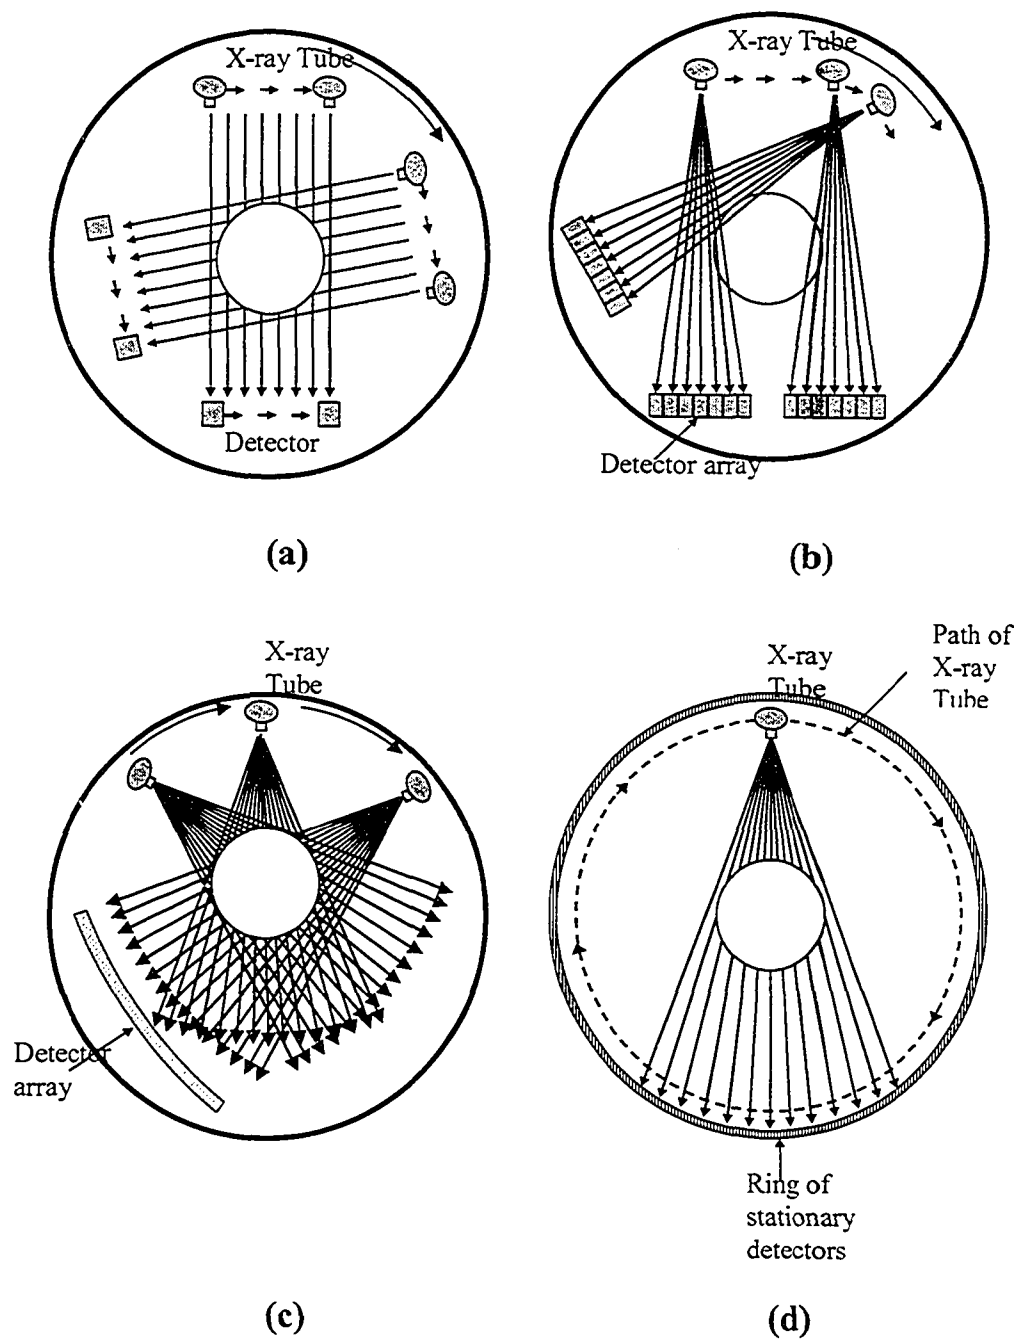 X-ray Tube
Detector
(a)
X-ray Tube
Detector array
(b)
X-ray
Tube
Detecter
array
(c)
Path of
X-ray
Tube
X-ray
Tube
Ring of
stationary
detectors
(d)